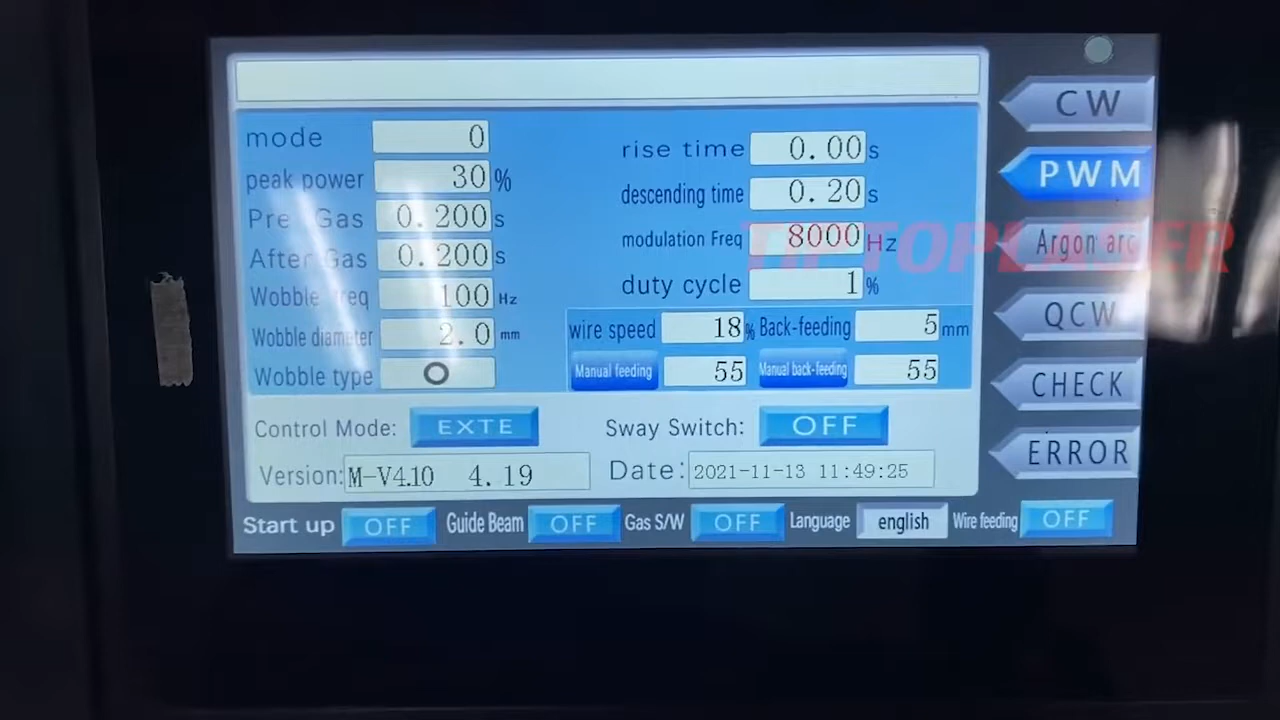 mode 0
peak power 30 %
Pre Gas 0.200 s
After Gas 0.200 s
Wobble freq 100 Hz
Wobble diameter 2.0 mm
Wobble type O
rise time 0.00 s
descending time 0.20 s
modulation Freq 8000 Hz
duty cycle 1 %
wire speed 18 % Back-feeding 5 mm
Manual feeding 55 Manual back-feeding 55
Control Mode: EXTE Sway Switch: OFF
Version: M-V4.10 4.19 Date: 2021-11-13 11:49:25
Start up OFF Guide Beam OFF Gas S/W OFF Language english Wire feeding OFF
CW
PWM
Argon arc
QCW
CHECK
ERROR
TIPTOPLASER